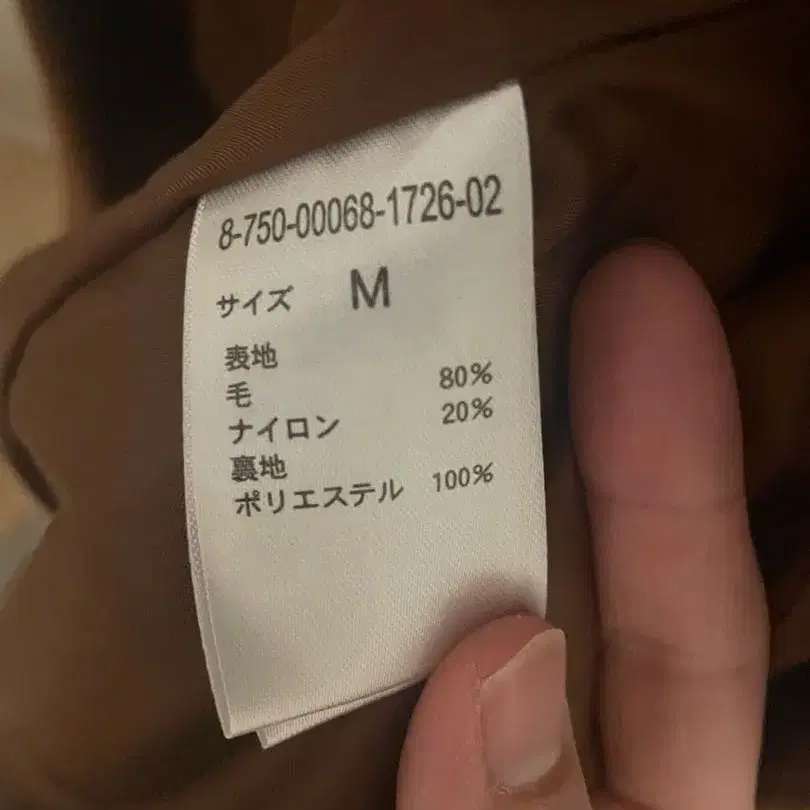 8-750-00068-1726-02
サイズ M
表地
毛 80%
ナイロン 20%
裏地
ポリエステル 100%